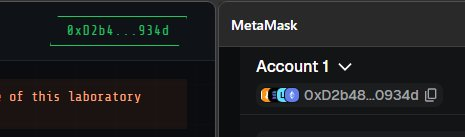 0xD2b4...934d
MetaMask
Account 1
0xD2b48...0934d
e of this laboratory